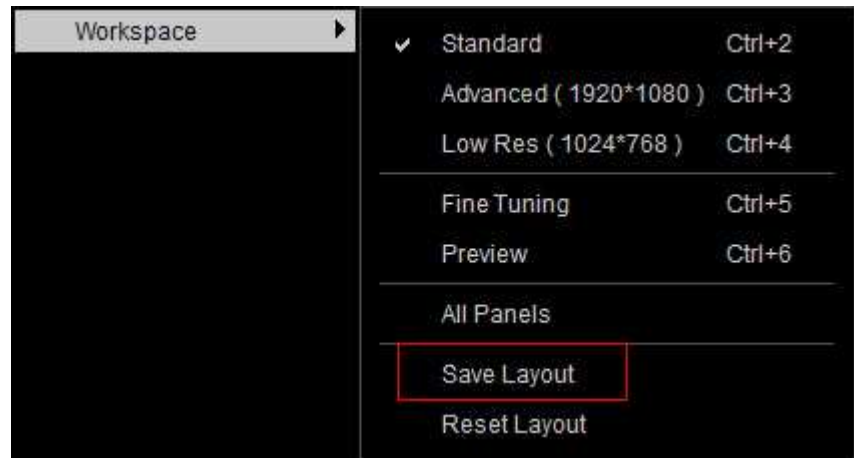 Workspace
Standard Ctrl+2
Advanced ( 1920*1080 ) Ctrl+3
Low Res ( 1024*768 ) Ctrl+4
Fine Tuning Ctrl+5
Preview Ctrl+6
All Panels
Save Layout
Reset Layout